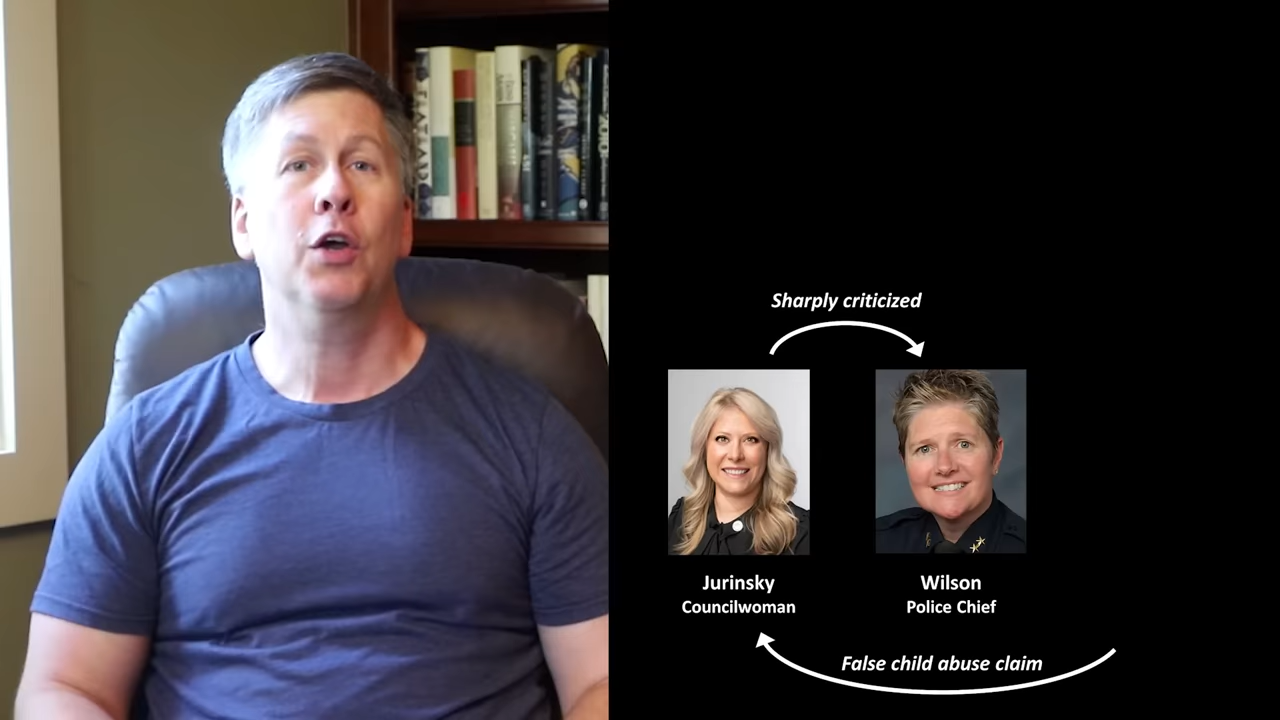 Sharply criticized
Jurinsky
Councilwoman
Wilson
Police Chief
False child abuse claim